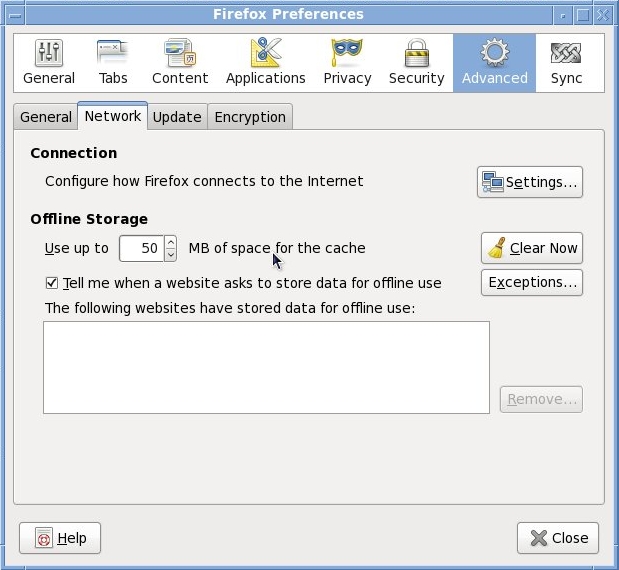 Firefox Preferences
General Tabs Content Applications Privacy Security Advanced Sync
General Network Update Encryption
Connection
Configure how Firefox connects to the Internet Settings...
Offline Storage
Use up to 50 MB of space for the cache Clear Now
Tell me when a website asks to store data for offline use Exceptions...
The following websites have stored data for offline use:
Remove...
Help Close